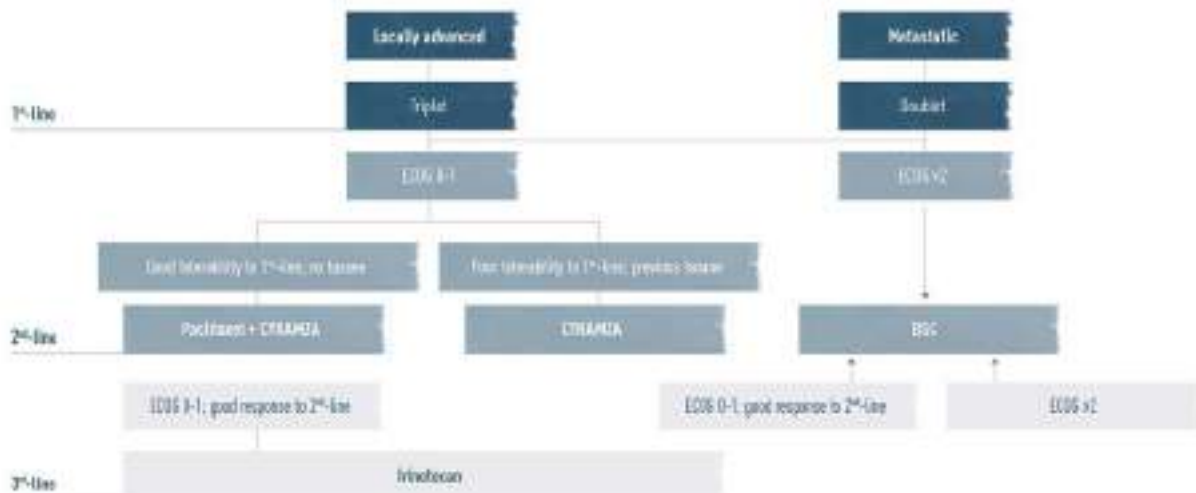 Locally advanced
Metastatic
1st-line
Triplet
Doublet
ECOG 0-1
ECOG >2
Good tolerability to 1st-line, no taxane
Poor tolerability to 1st-line, previous taxane
2nd-line
Paclitaxel + CYRAMZA
CYRAMZA
BSC
ECOG 0-1, good response to 2nd-line
ECOG 0-1, good response to 2nd-line
ECOG >2
3rd-line
Irinotecan